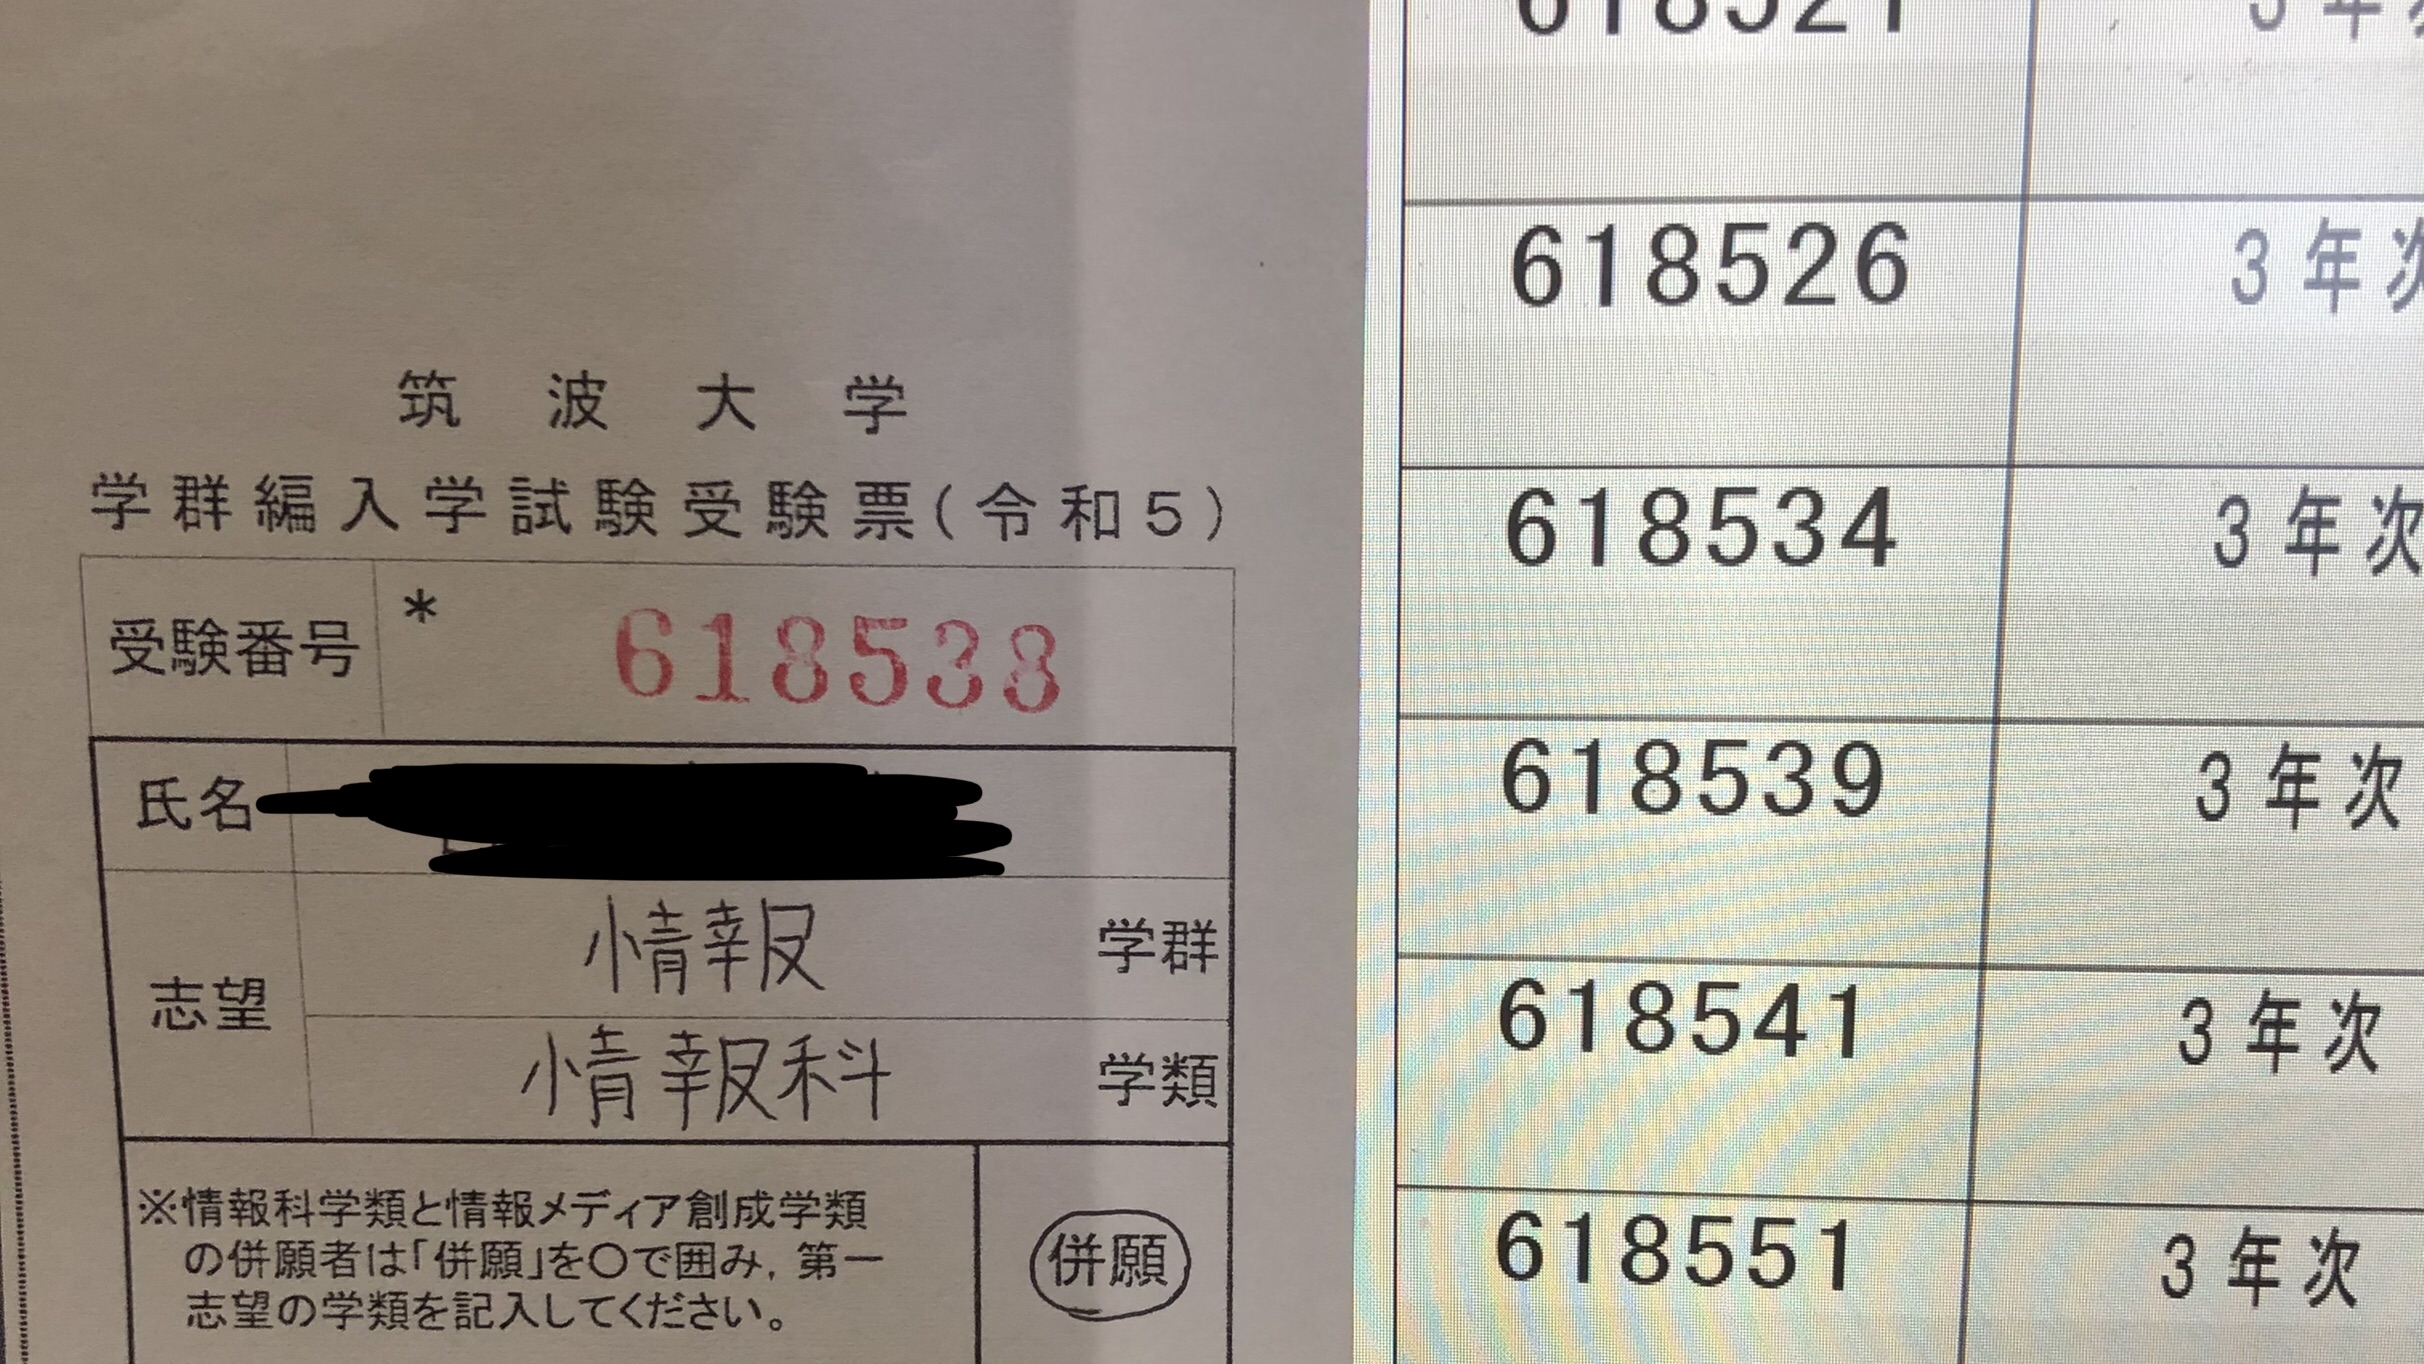 筑波大学
学群編入学試験受験票(令和5)
受験番号 * 618538
氏名
志望 情報 学群
情報科 学類
※情報科学類と情報メディア創成学類
の併願者は「併願」を〇で囲み,第一
志望の学類を記入してください。
併願
618521 3年
618526 3年次
618534 3年次
618539 3年次
618541 3年次
618551 3年次